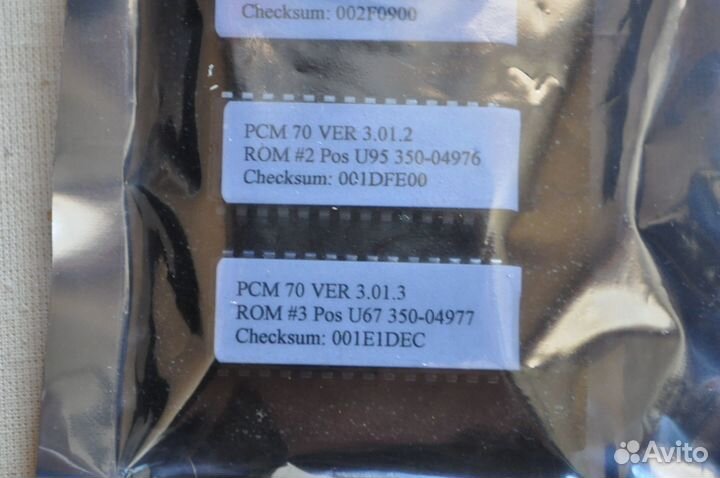 Checksum: 002F0900
PCM 70 VER 3.01.2
ROM #2 Pos U95 350-04976
Checksum: 001DFE00
PCM 70 VER 3.01.3
ROM #3 Pos U67 350-04977
Checksum: 001E1DEC
Avito